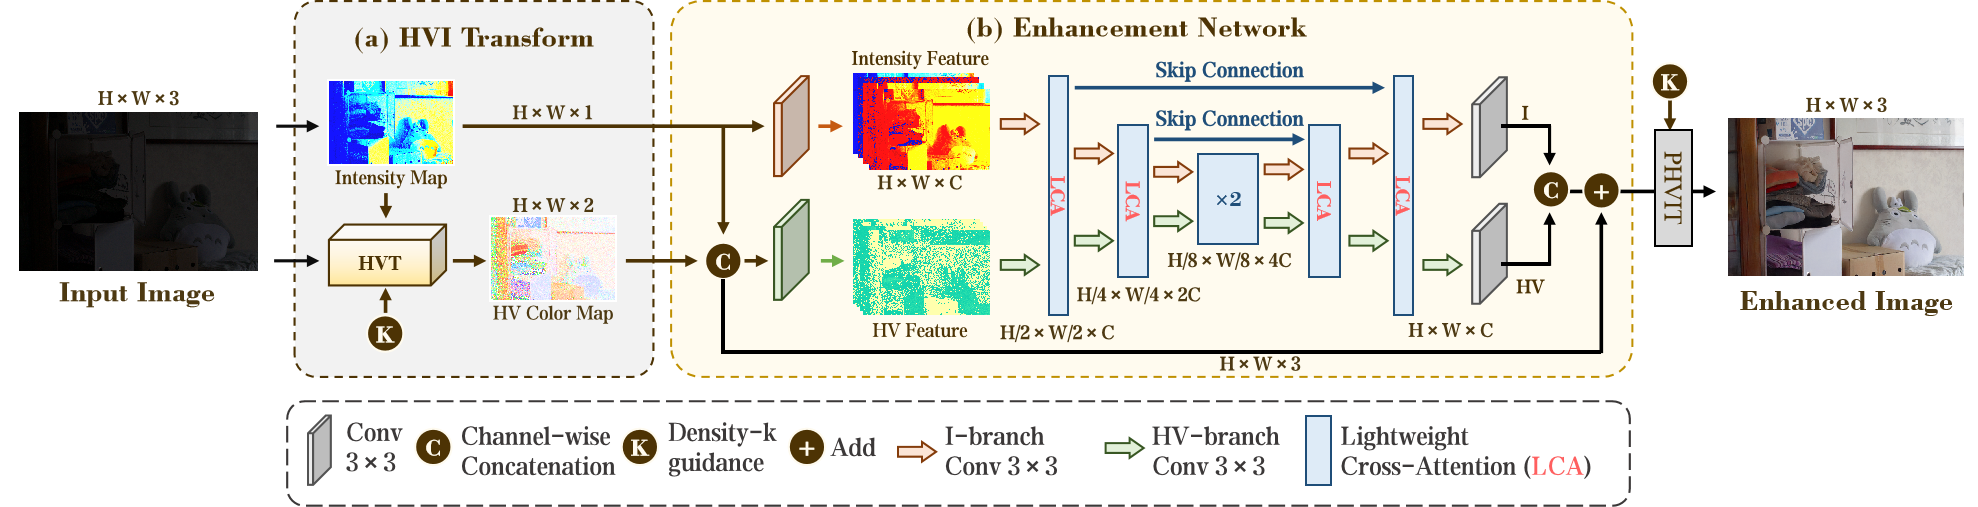 (a) HVI Transform
(b) Enhancement Network
H × W × 3
Input Image
Intensity Map
H × W × 1
HVT
K
H × W × 2
HV Color Map
Intensity Feature
H × W × C
C
HV Feature
Skip Connection
Skip Connection
LCA
LCA
×2
LCA
LCA
H/8 × W/8 × 4C
H/4 × W/4 × 2C
H/2 × W/2 × C
H × W × C
H × W × 3
I
HV
C
+
K
PHVIT
H × W × 3
Enhanced Image
Conv
3 × 3
C
Channel-wise
Concatenation
K
Density-k
guidance
+
Add
I-branch
Conv 3 × 3
HV-branch
Conv 3 × 3
Lightweight
Cross-Attention (LCA)